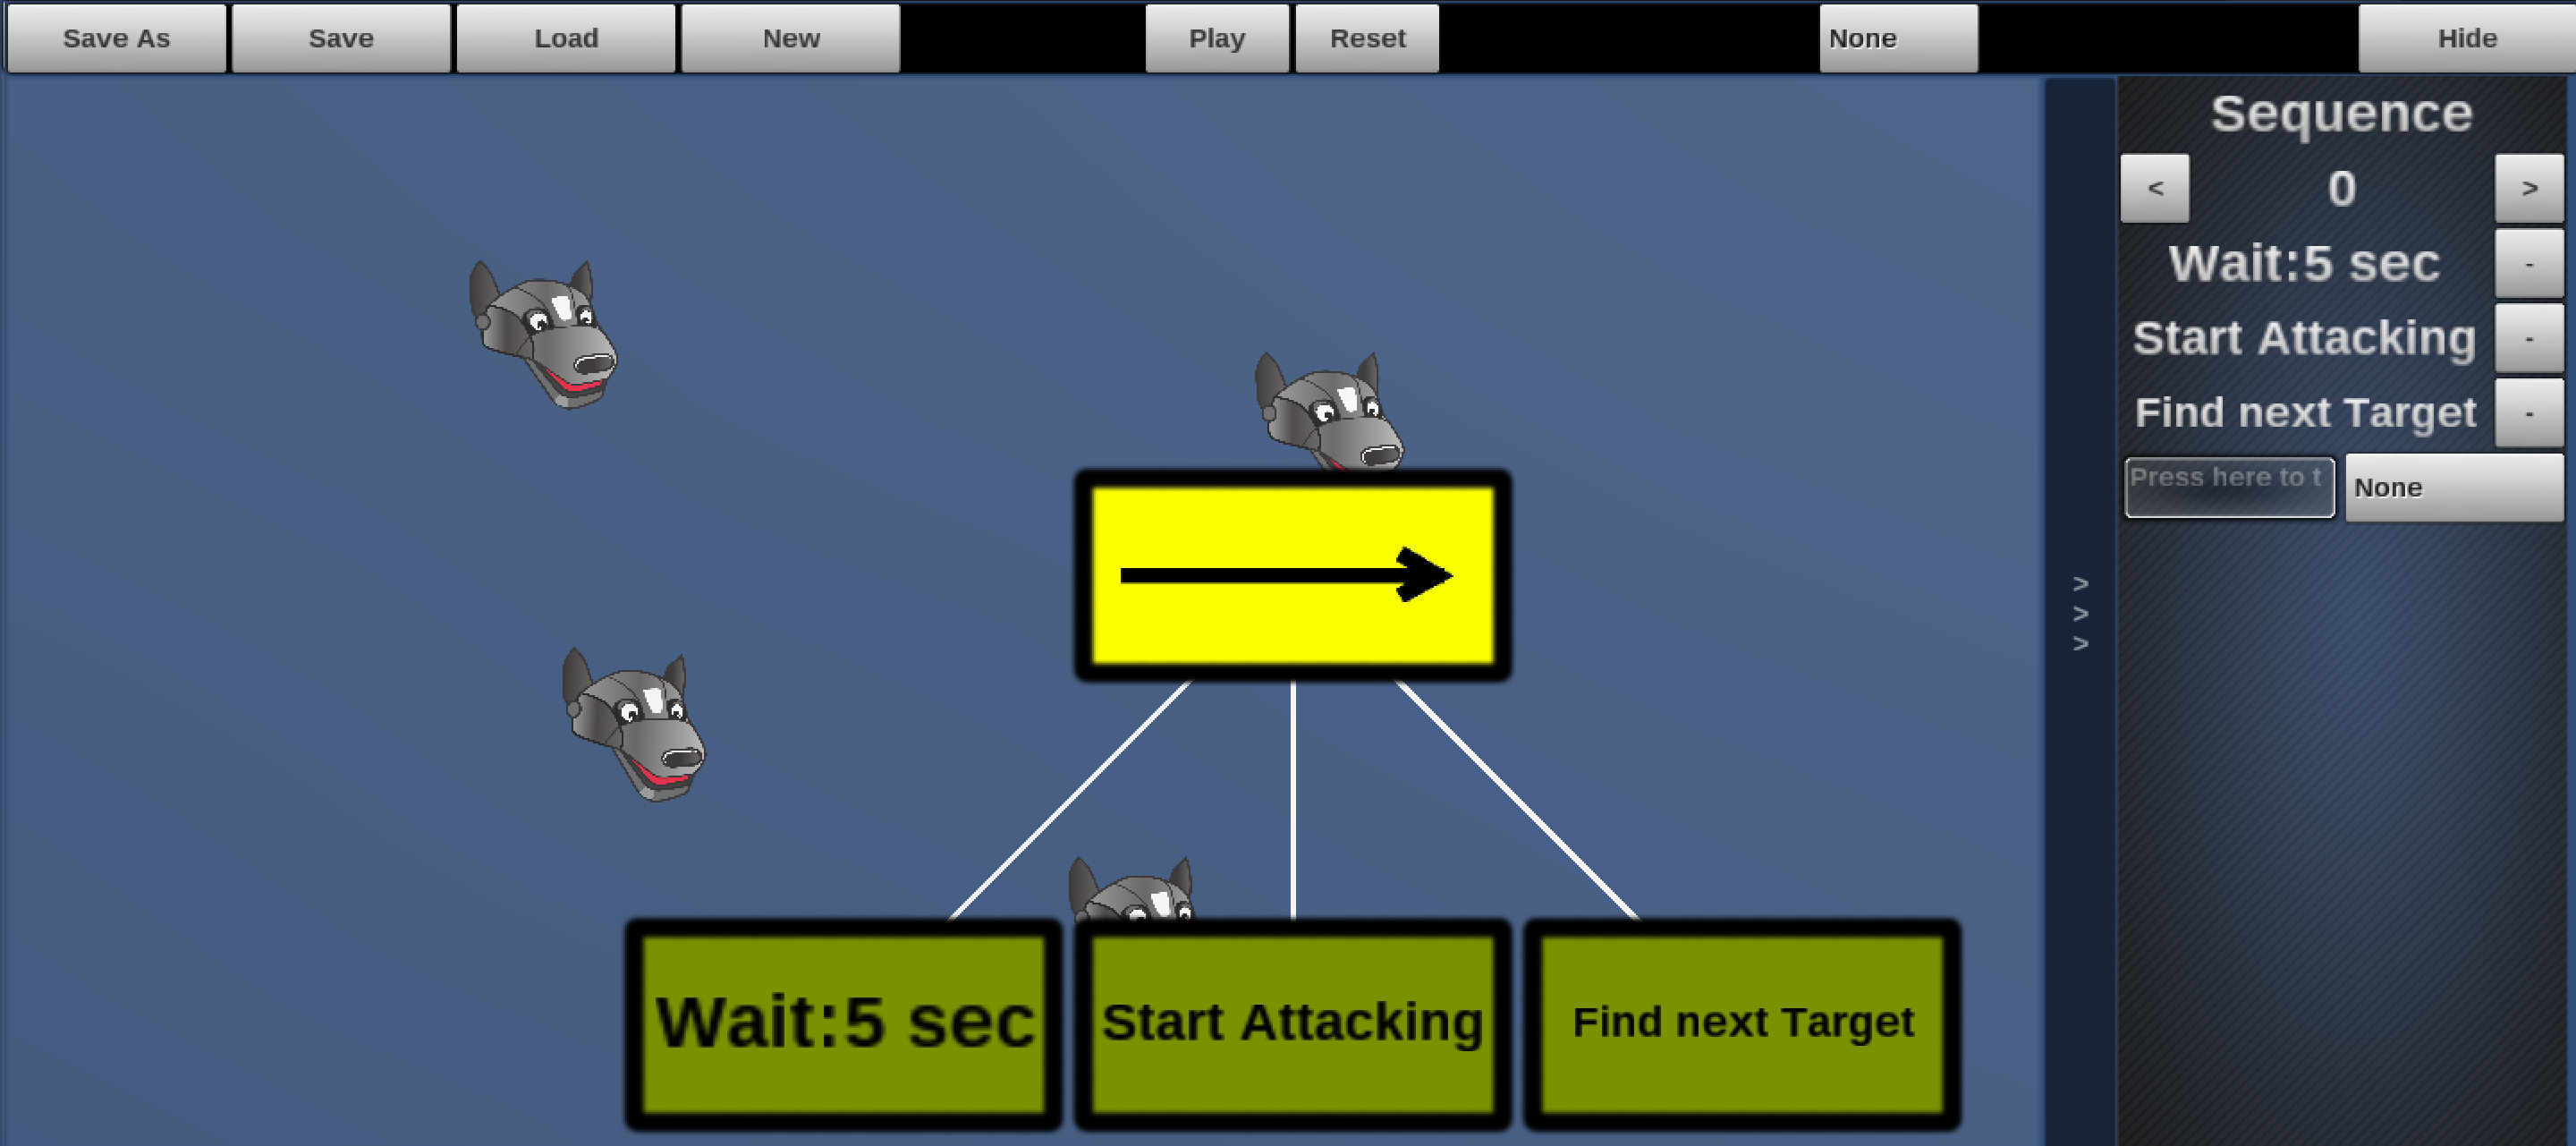 Save As Save Load New Play Reset None Hide
Sequence
< 0 >
Wait:5 sec -
Start Attacking -
Find next Target -
Press here to t None
>
>
>
Wait:5 sec Start Attacking Find next Target